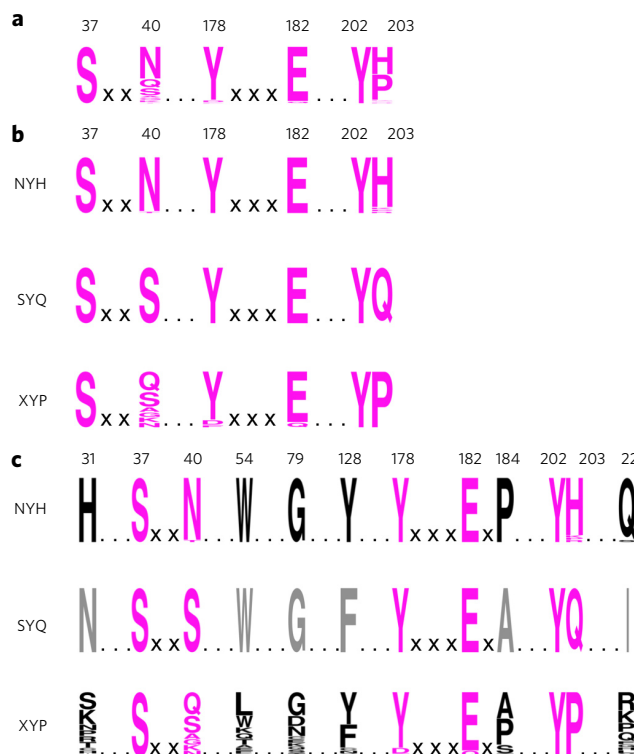 a
37 40 178 182 202 203
S x x N Q S . . . Y x x x E . . . Y H P
b
37 40 178 182 202 203
NYH S x x N . . . Y x x x E . . . Y H
SYQ S x x S . . . Y x x x E . . . Y Q
XYP S x x Q S . . . Y x x x E . . . Y P
c
31 37 40 54 79 128 178 182 184 202 203 22
NYH H . . . S x x N . . . W . . . G . . . Y . . . Y x x x E x P . . . Y H . . . Q
SYQ N . . . S x x S . . . W . . . G . . . F . . . Y x x x E x A . . . Y Q . . . I
XYP S K . . . S x x Q S . . . L W . . . G D N . . . Y F . . . Y x x x E x A P S . . . Y P . . . R K